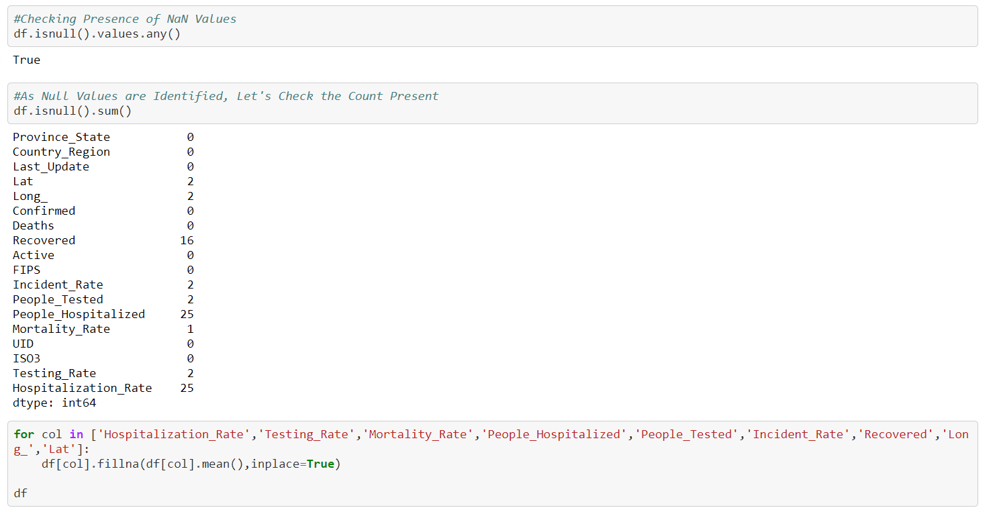 #Checking Presence of NaN Values
df.isnull().values.any()
True
#As Null Values are Identified, Let's Check the Count Present
df.isnull().sum()
Province_State 0
Country_Region 0
Last_Update 0
Lat 2
Long_ 2
Confirmed 0
Deaths 0
Recovered 16
Active 0
FIPS 0
Incident_Rate 2
People_Tested 2
People_Hospitalized 25
Mortality_Rate 1
UID 0
ISO3 0
Testing_Rate 2
Hospitalization_Rate 25
dtype: int64
for col in ['Hospitalization_Rate','Testing_Rate','Mortality_Rate','People_Hospitalized','People_Tested','Incident_Rate','Recovered','Lon
g_','Lat']:
    df[col].fillna(df[col].mean(),inplace=True)
df